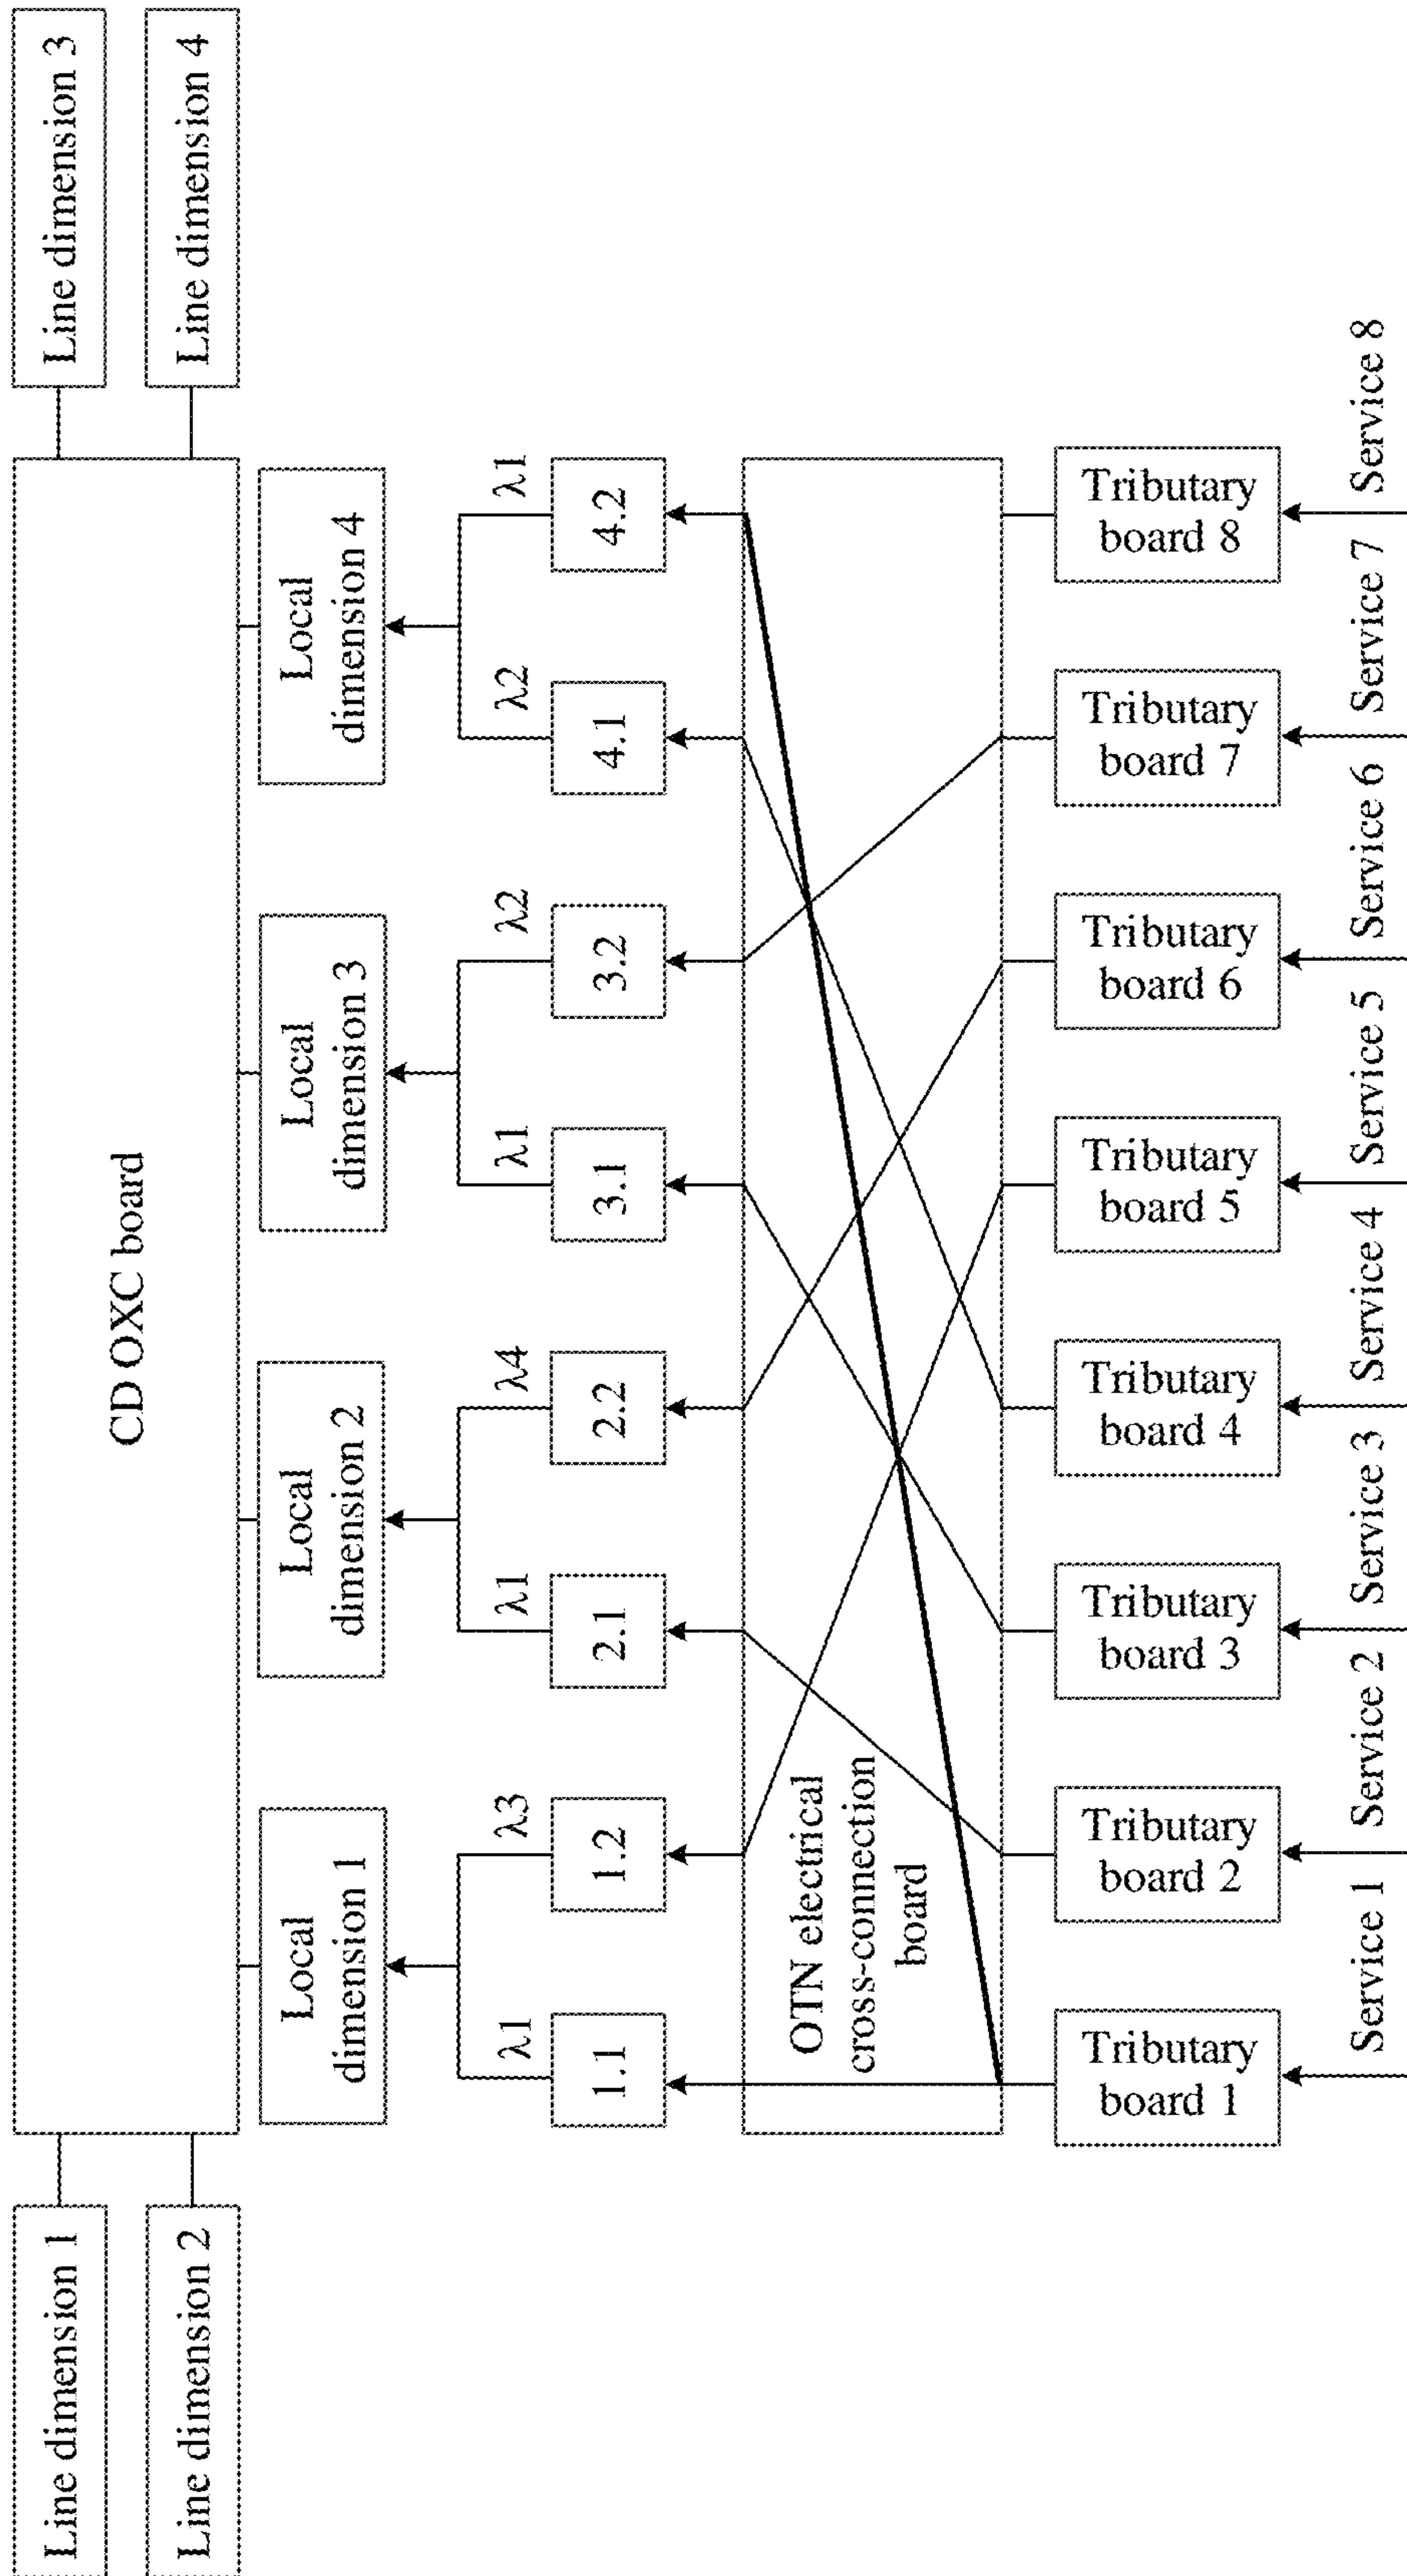 Line dimension 1
Line dimension 2
CD OXC board
Line dimension 3
Line dimension 4
Local
dimension 1
Local
dimension 2
Local
dimension 3
Local
dimension 4
λ1
λ3
λ1
λ4
λ1
λ2
λ2
λ1
1.1
1.2
2.1
2.2
3.1
3.2
4.1
4.2
OTN electrical
cross-connection
board
Tributary
board 1
Tributary
board 2
Tributary
board 3
Tributary
board 4
Tributary
board 5
Tributary
board 6
Tributary
board 7
Tributary
board 8
Service 1
Service 2
Service 3
Service 4
Service 5
Service 6
Service 7
Service 8